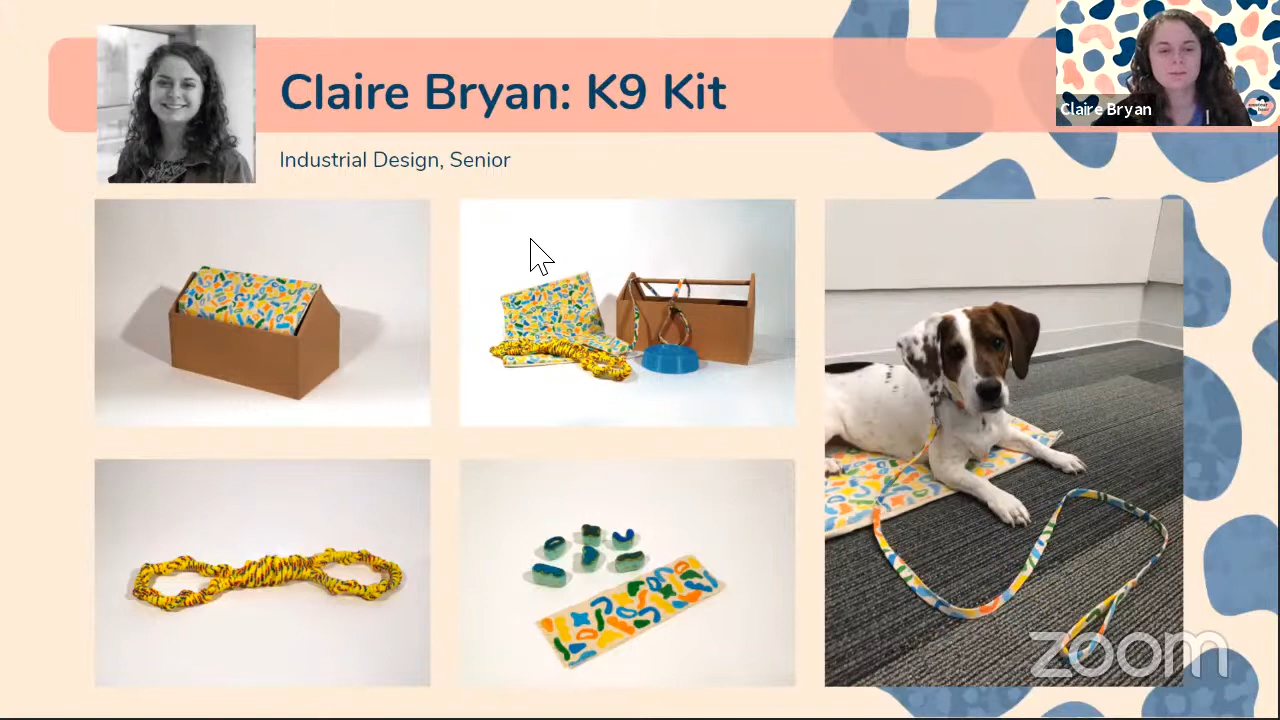 Claire Bryan: K9 Kit
Claire Bryan
Industrial Design, Senior
zoom